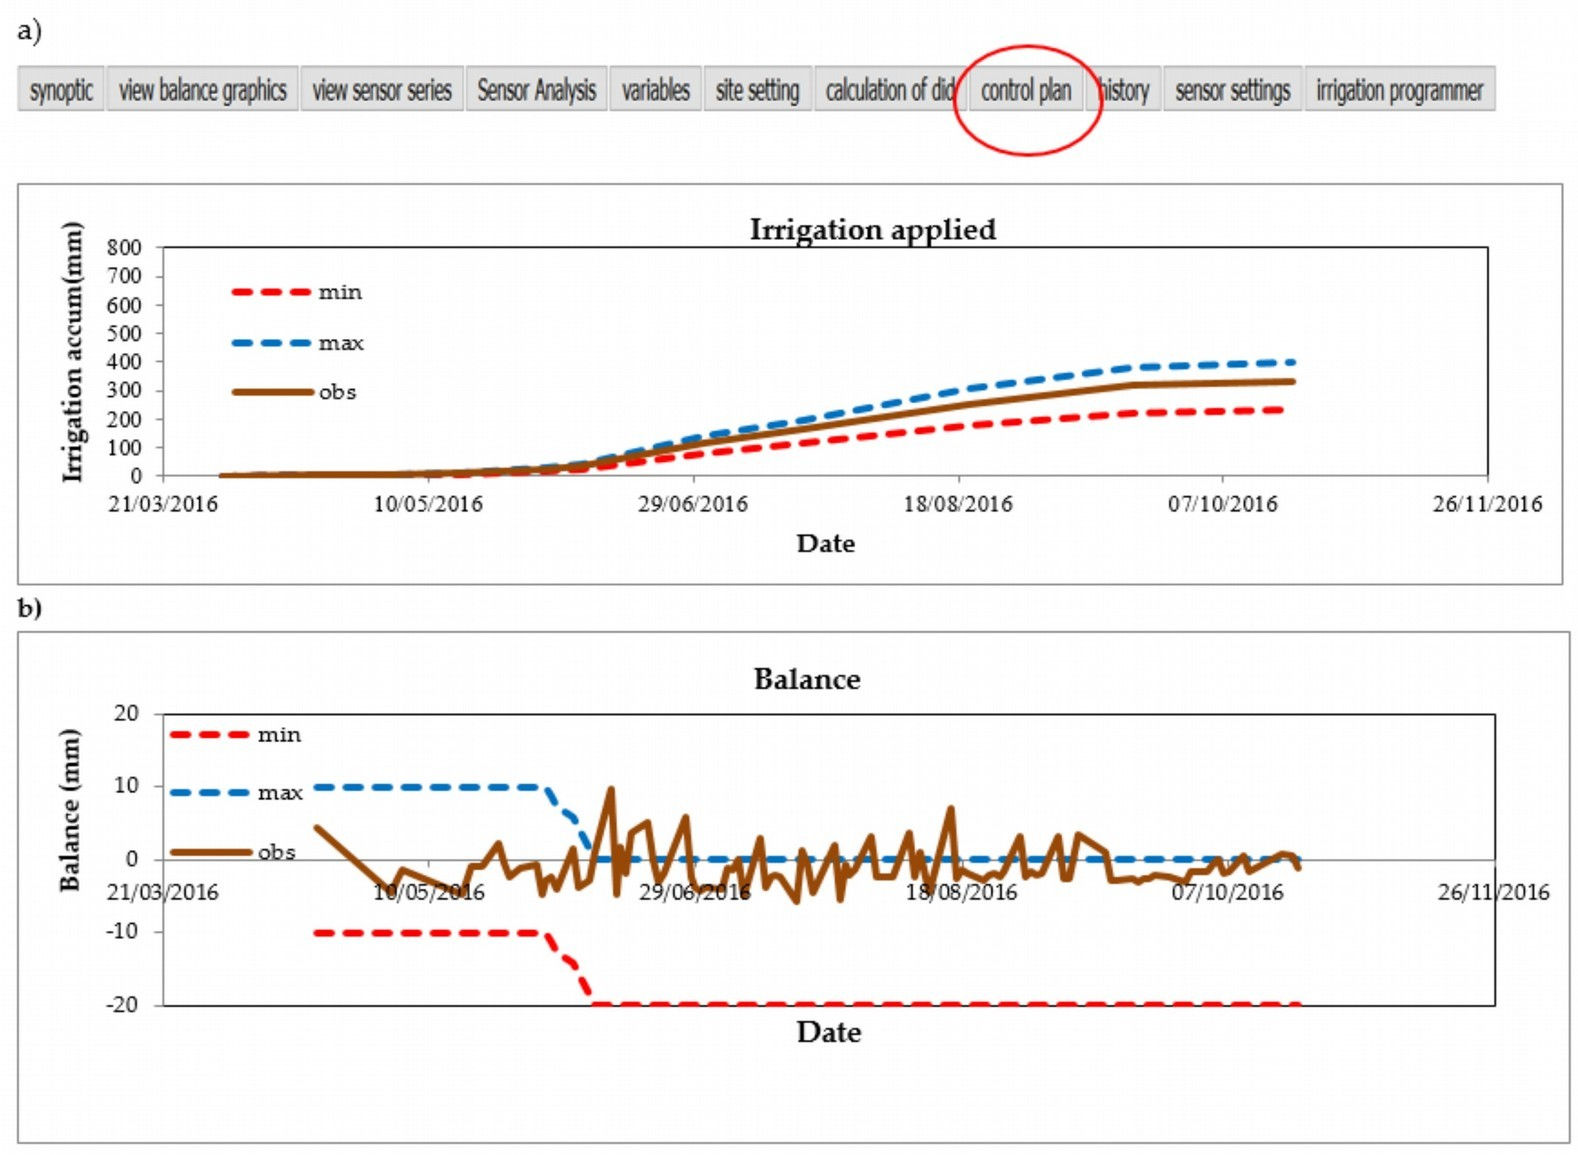 a)
synoptic view balance graphics view sensor series Sensor Analysis variables site setting calculation of did control plan history sensor settings irrigation programmer
Irrigation applied
Irrigation accum(mm)
800
700
600
500
400
300
200
100
0
min
max
obs
21/03/2016 10/05/2016 29/06/2016 18/08/2016 07/10/2016 26/11/2016
Date
b)
Balance
Balance (mm)
20
10
0
-10
-20
min
max
obs
21/03/2016 10/05/2016 29/06/2016 18/08/2016 07/10/2016 26/11/2016
Date